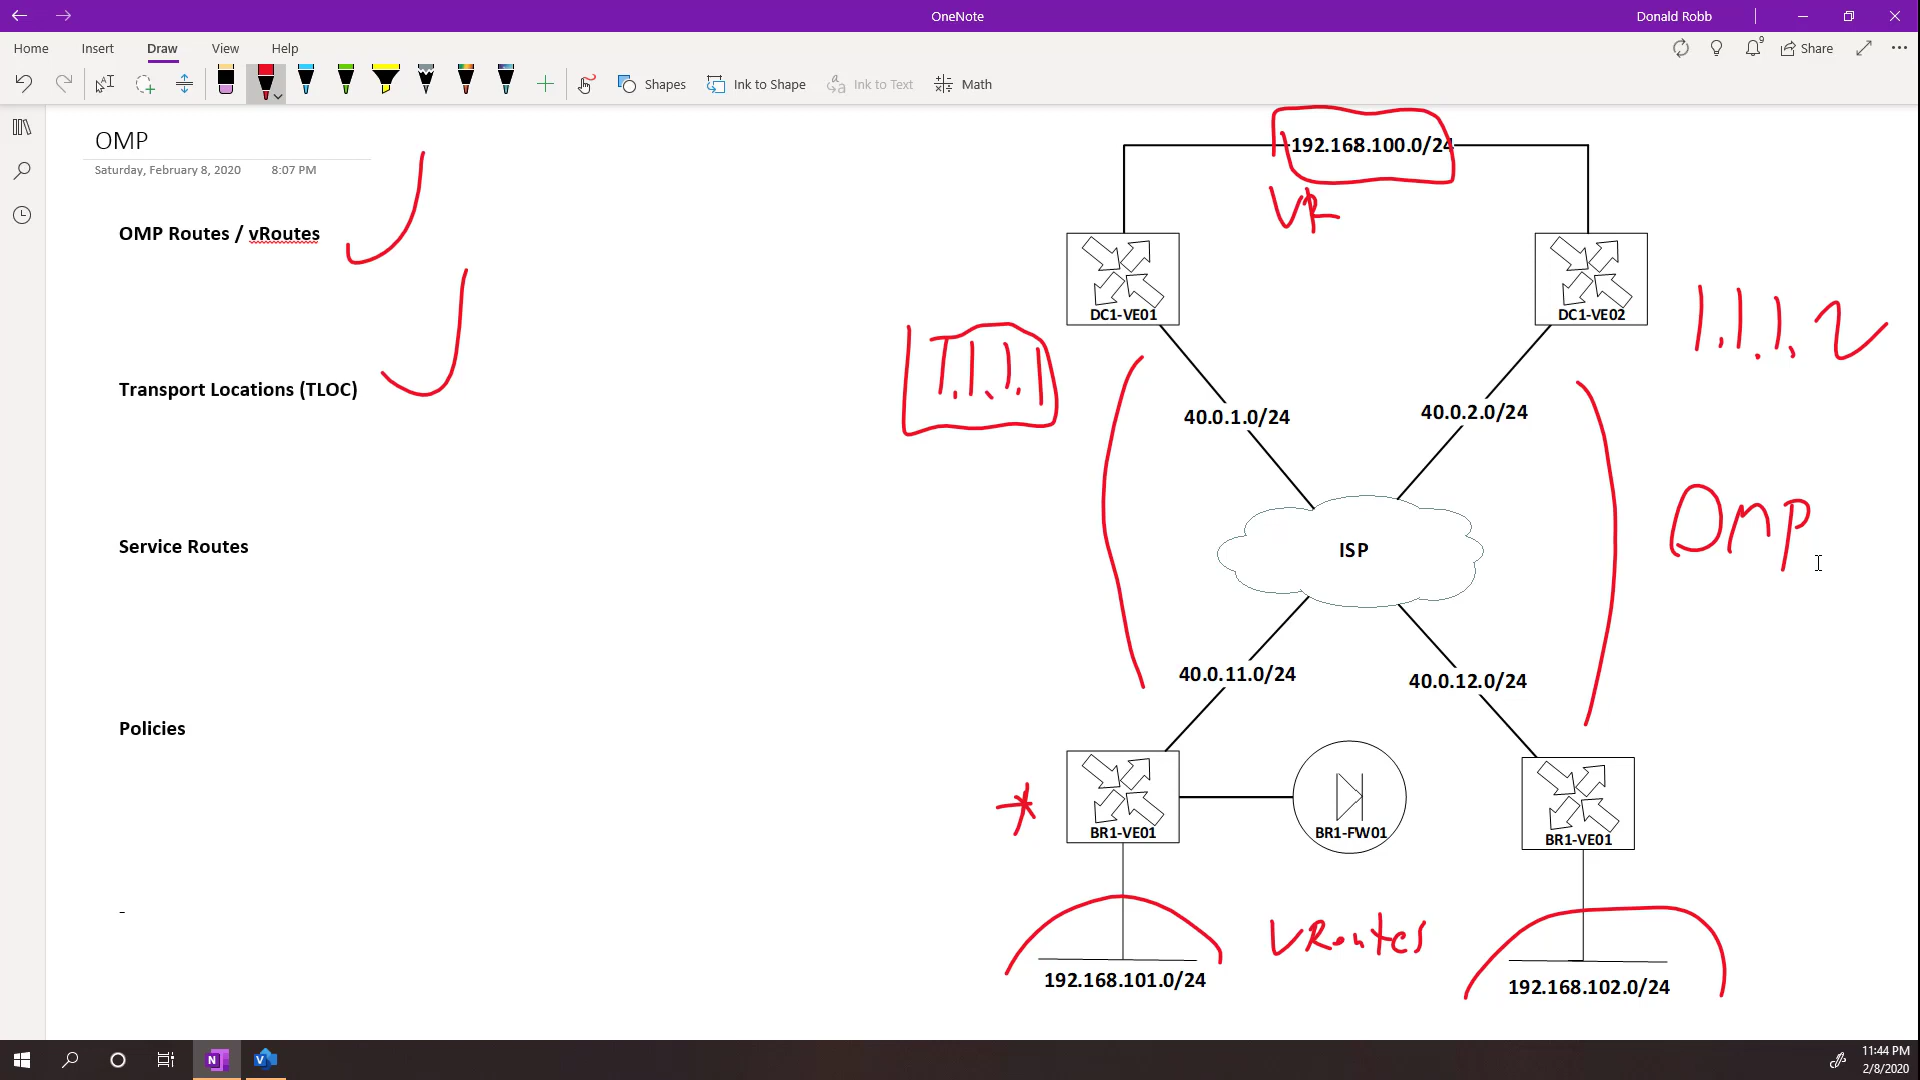 OneNote
Donald Robb
Home Insert Draw View Help
9
Share
Shapes
Ink to Shape
Ink to Text
Math
OMP
Saturday, February 8, 2020 8:07 PM
OMP Routes / vRoutes
Transport Locations (TLOC)
Service Routes
Policies
-
192.168.100.0/24
VR
DC1-VE01
DC1-VE02
1.1.1.1
1.1.1.2
40.0.1.0/24
40.0.2.0/24
ISP
OMP
40.0.11.0/24
40.0.12.0/24
BR1-VE01
BR1-FW01
BR1-VE01
VRoutes
192.168.101.0/24
192.168.102.0/24
N
V
11:44 PM
2/8/2020